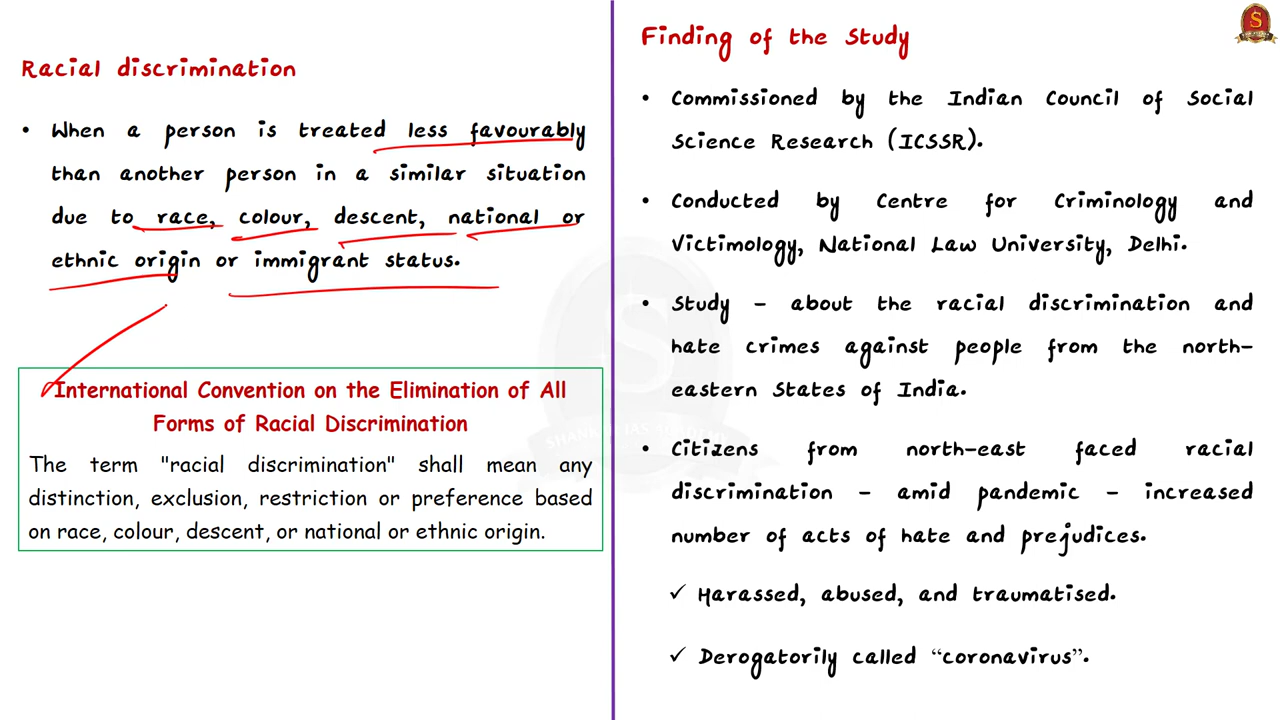 Racial discrimination
• When a person is treated less favourably
than another person in a similar situation
due to race, colour, descent, national or
ethnic origin or immigrant status.
International Convention on the Elimination of All
Forms of Racial Discrimination
The term "racial discrimination" shall mean any
distinction, exclusion, restriction or preference based
on race, colour, descent, or national or ethnic origin.
Finding of the Study
• Commissioned by the Indian Council of Social
Science Research (ICSSR).
• Conducted by Centre for Criminology and
Victimology, National Law University, Delhi.
• Study – about the racial discrimination and
hate crimes against people from the north-
eastern States of India.
• Citizens from north-east faced racial
discrimination – amid pandemic – increased
number of acts of hate and prejudices.
✓ Harassed, abused, and traumatised.
✓ Derogatorily called “coronavirus”.
S
SHANKAR IAS ACADEMY